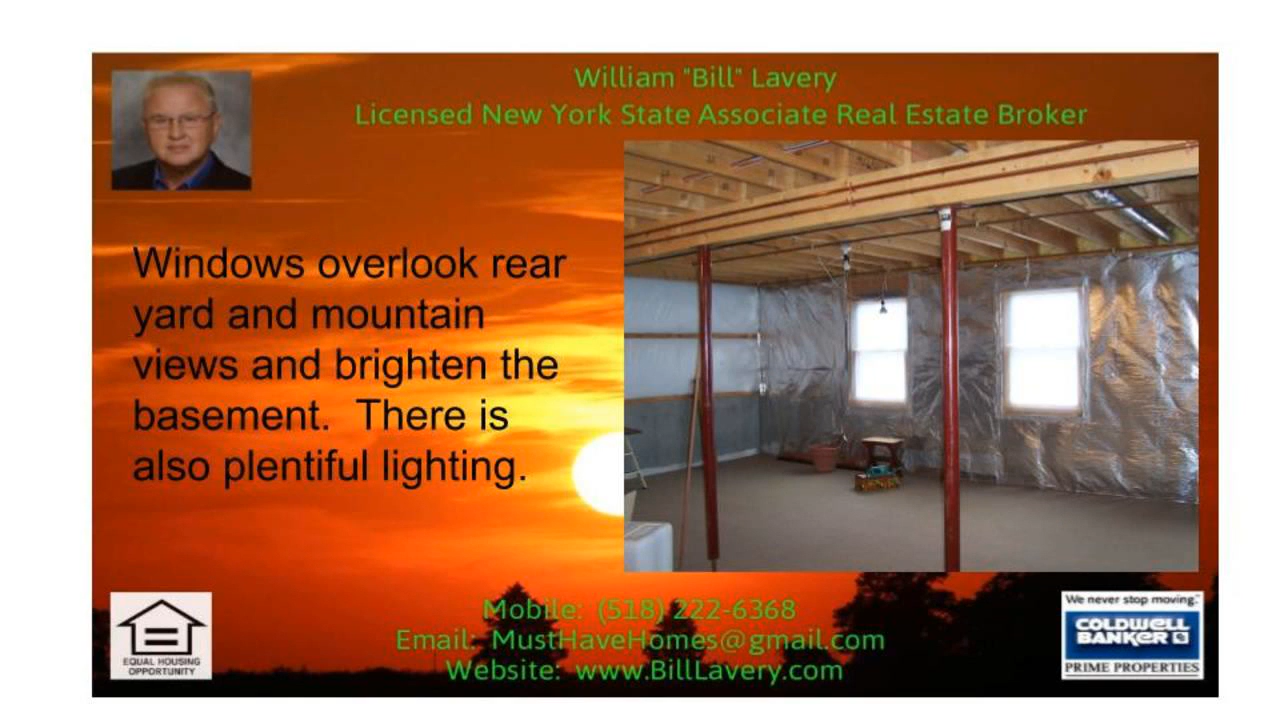 William "Bill" Lavery
Licensed New York State Associate Real Estate Broker
Windows overlook rear
yard and mountain
views and brighten the
basement.  There is
also plentiful lighting.
Mobile:  (518) 222-6368
Email:  MustHaveHomes@gmail.com
Website:  www.BillLavery.com
EQUAL HOUSING
OPPORTUNITY
We never stop moving.™
COLDWELL
BANKER
PRIME PROPERTIES